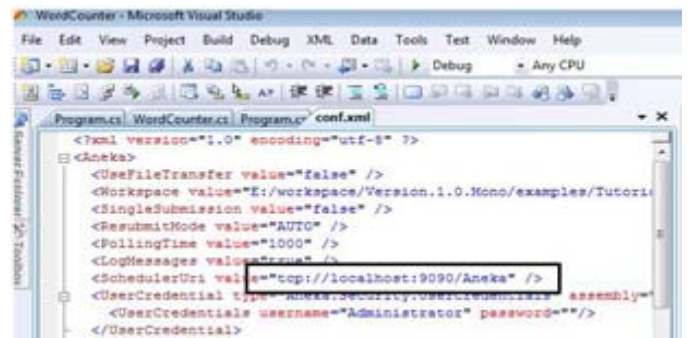 WordCounter - Microsoft Visual Studio
File Edit View Project Build Debug XML Data Tools Test Window Help
Debug Any CPU
Program.cs WordCounter.cs Program.cs conf.xml
Server Explorer Toolbox
<?xml version="1.0" encoding="utf-8" ?>
<Aneka>
<UseFileTransfer value="false" />
<Workspace value="E:/workspace/Version.1.0.Mono/examples/Tutori
<SingleSubmission value="false" />
<ResubmitMode value="AUTO" />
<PollingTime value="1000" />
<LogMessages value="true" />
<SchedulerUri value="tcp://localhost:9090/Aneka" />
<UserCredential type="Aneka.Security.UserCredentials" assembly="
<UserCredentials username="Administrator" password=""/>
</UserCredential>